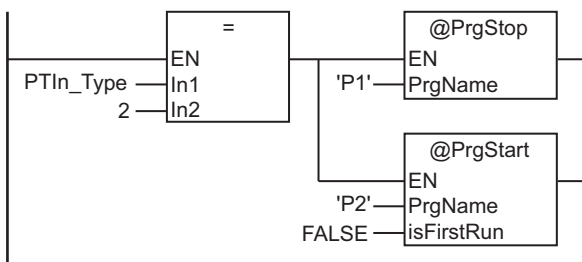 =
EN
PTIn_Type In1
2 In2
@PrgStop
EN
'P1' PrgName
@PrgStart
EN
'P2' PrgName
FALSE isFirstRun